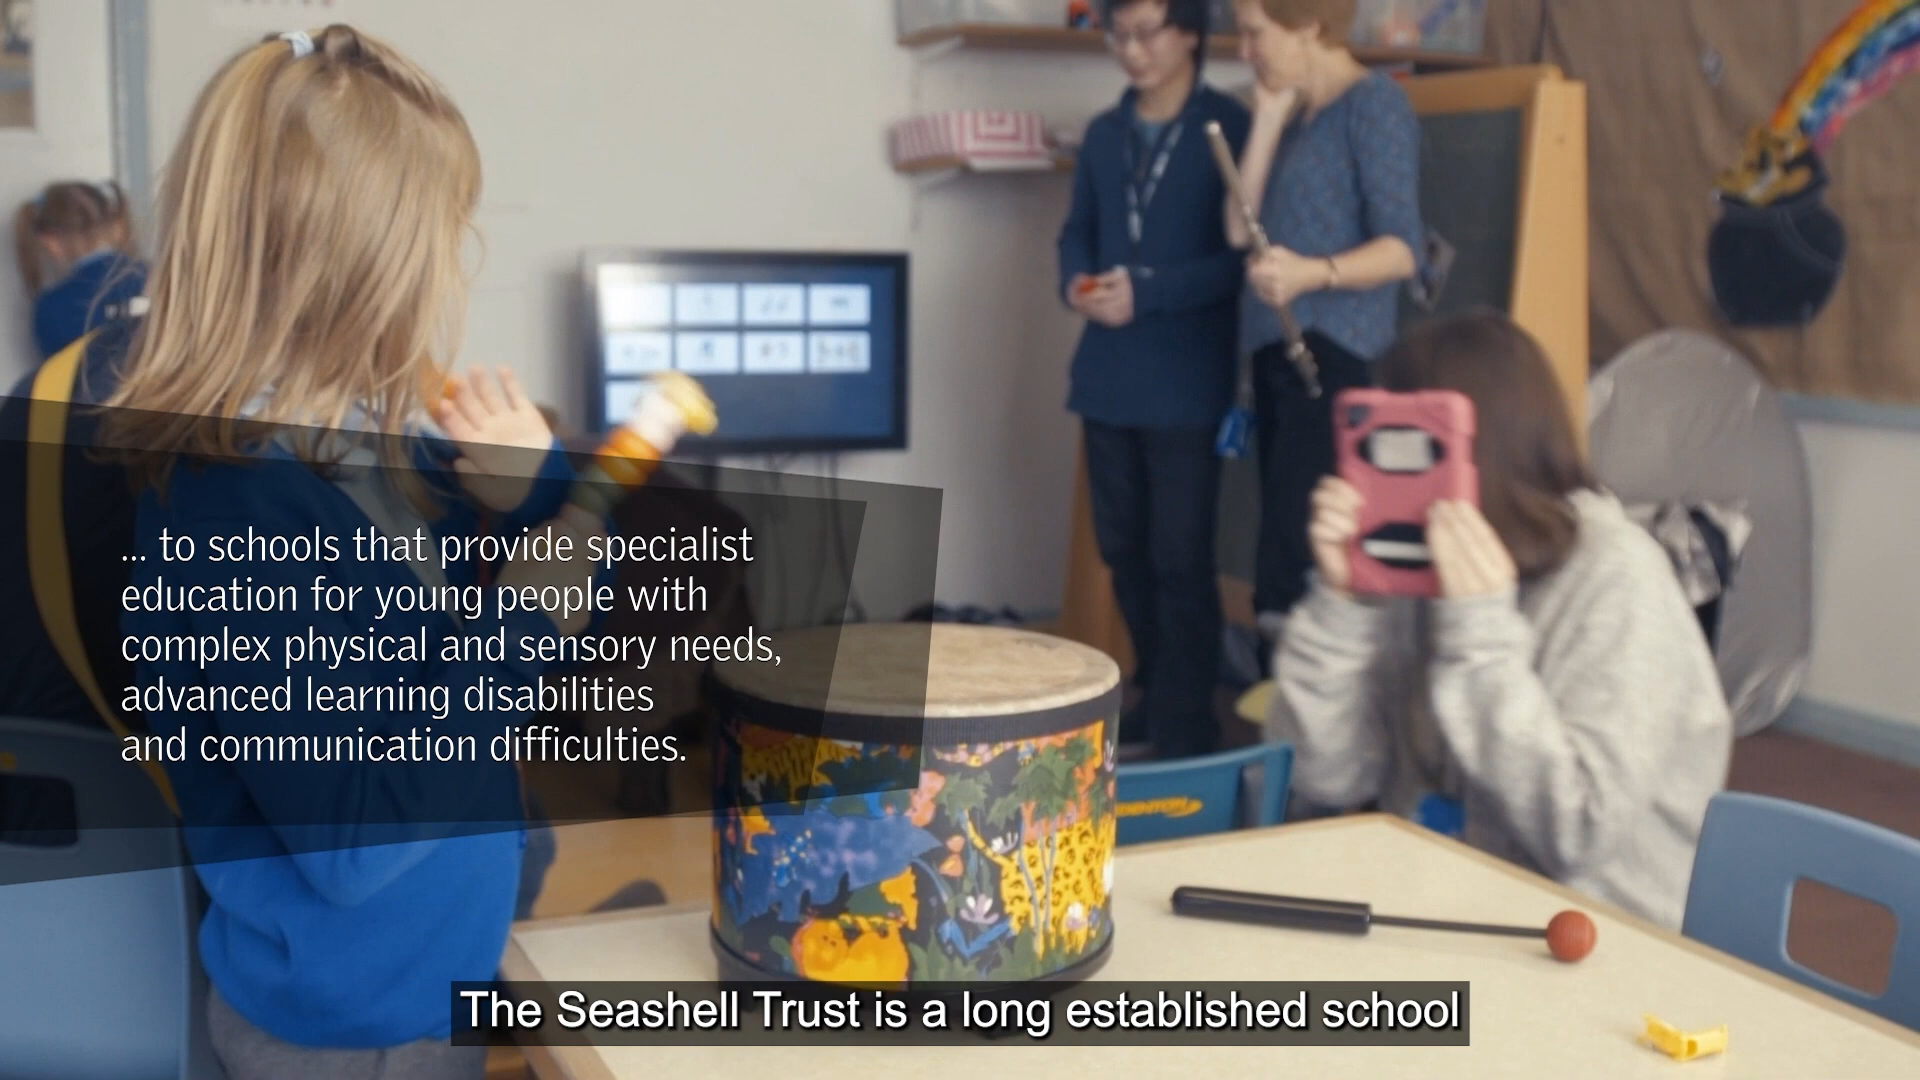 ... to schools that provide specialist
education for young people with
complex physical and sensory needs,
advanced learning disabilities
and communication difficulties.
The Seashell Trust is a long established school